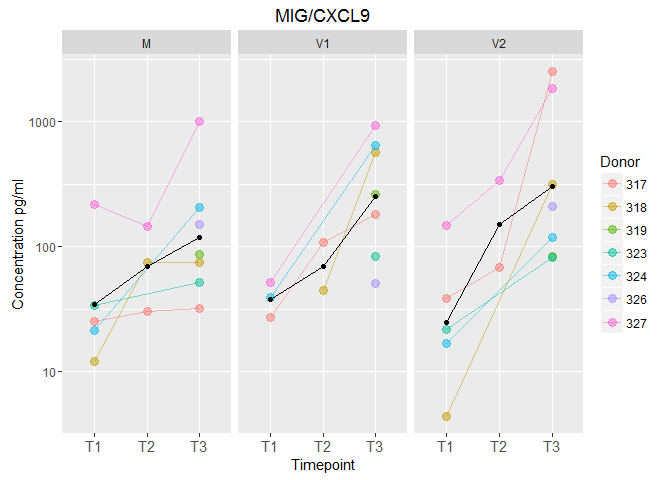 MIG/CXCL9
M V1 V2
1000
100
10
Concentration pg/ml
T1 T2 T3 T1 T2 T3 T1 T2 T3
Timepoint
Donor
317
318
319
323
324
326
327